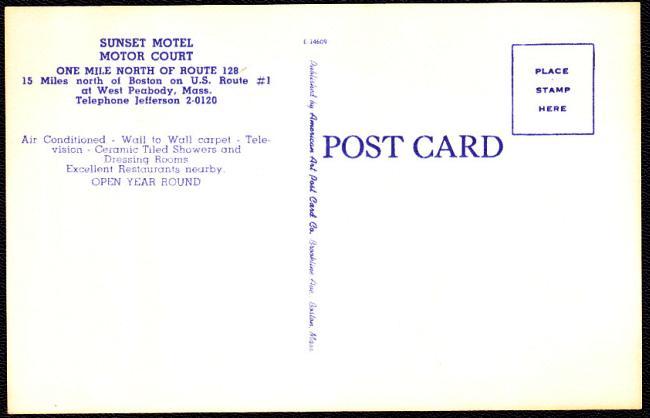 SUNSET MOTEL
MOTOR COURT
ONE MILE NORTH OF ROUTE 128
15 Miles north of Boston on U.S. Route #1
at West Peabody, Mass.
Telephone Jefferson 2-0120
Air Conditioned - Wall to Wall carpet - Tele-
vision - Ceramic Tiled Showers and
Dressing Rooms
Excellent Restaurants nearby.
OPEN YEAR ROUND
E 14609
Published by American Art Post Card Co. Brookline Ave. Boston, Mass.
POST CARD
PLACE
STAMP
HERE